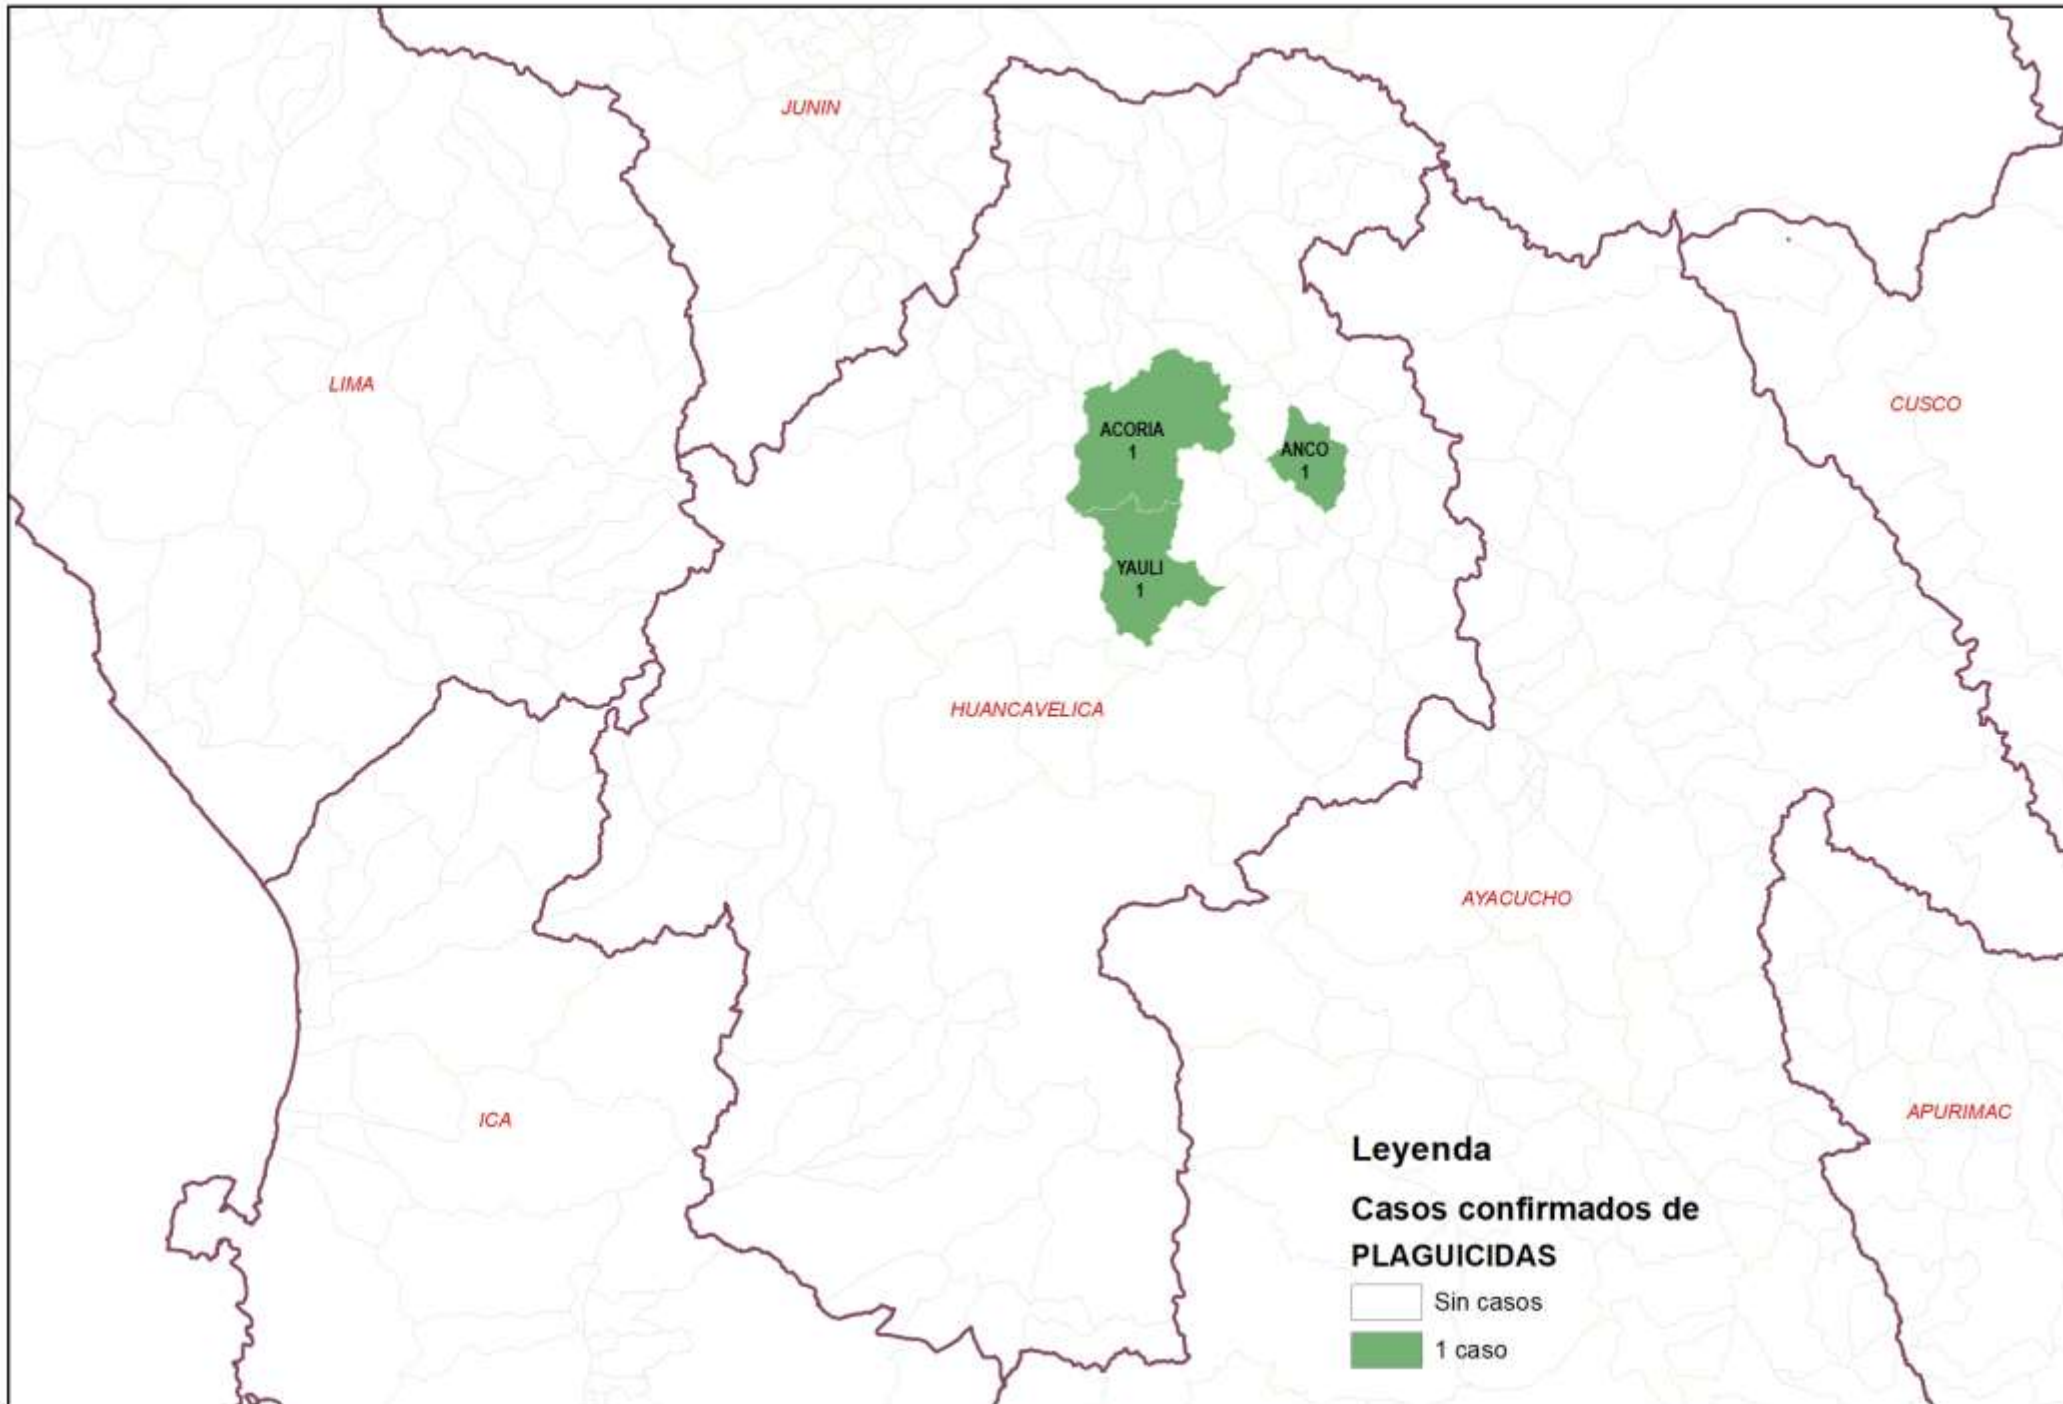 JUNIN
LIMA
CUSCO
ACORIA
1
ANCO
1
YAULI
1
HUANCAVELICA
AYACUCHO
ICA
APURIMAC
Leyenda
Casos confirmados de
PLAGUICIDAS
Sin casos
1 caso